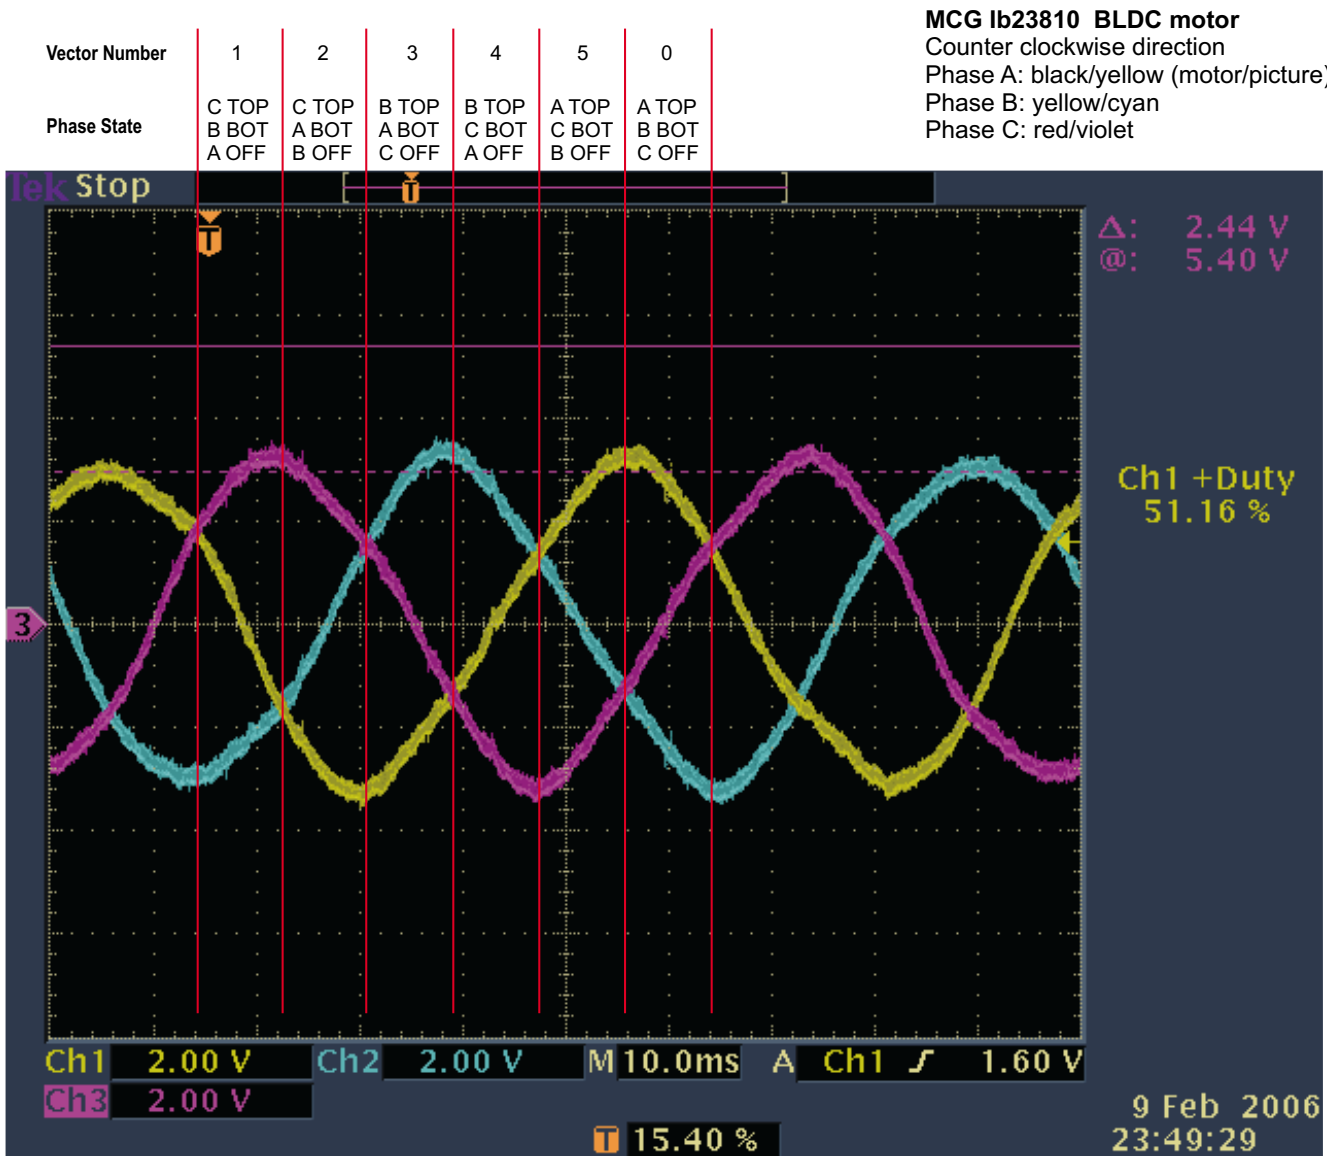 MCG Ib23810 BLDC motor
Counter clockwise direction
Phase A: black/yellow (motor/picture)
Phase B: yellow/cyan
Phase C: red/violet
Vector Number 1 2 3 4 5 0
Phase State
C TOP C TOP B TOP B TOP A TOP A TOP
B BOT A BOT A BOT C BOT C BOT B BOT
A OFF B OFF C OFF A OFF B OFF C OFF
Tek Stop
T
T
Δ: 2.44 V
@: 5.40 V
Ch1 +Duty
51.16 %
3
Ch1 2.00 V Ch2 2.00 V M 10.0ms A Ch1 1.60 V
Ch3 2.00 V
T 15.40 %
9 Feb 2006
23:49:29